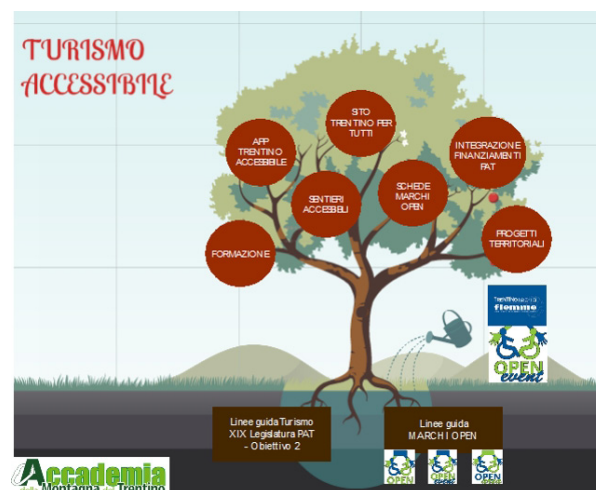 TURISMO
ACCESSIBILE
SITO
TRENTINO PER
TUTTI
APP
TRENTINO
ACCESSIBILE
INTEGRAZIONE
FINANZIAMENTI
PAT
SENTIERI
ACCESSIBILI
SCHEDE
MARCHI
OPEN
FORMAZIONE
PROGETTI
TERRITORIALI
fiemme
OPEN
event
Linee guida Turismo
XIX Legislatura PAT
- Obiettivo 2
Linee guida
MARCHI OPEN
OPEN
OPEN
OPEN
Accademia
Montagna del Trentino